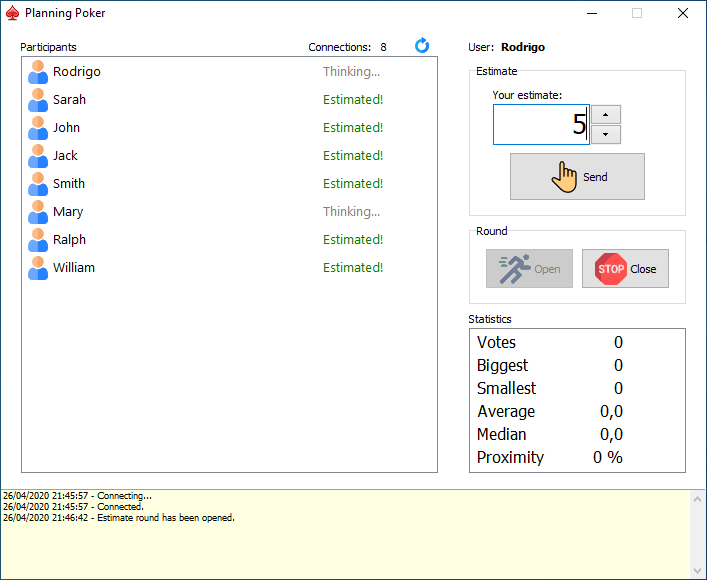 Planning Poker
Participants Connections: 8
Rodrigo Thinking...
Sarah Estimated!
John Estimated!
Jack Estimated!
Smith Estimated!
Mary Thinking...
Ralph Estimated!
William Estimated!
User: Rodrigo
Estimate
Your estimate:
5
Send
Round
Open STOP Close
Statistics
Votes 0
Biggest 0
Smallest 0
Average 0,0
Median 0,0
Proximity 0 %
26/04/2020 21:45:57 - Connecting...
26/04/2020 21:45:57 - Connected.
26/04/2020 21:46:42 - Estimate round has been opened.